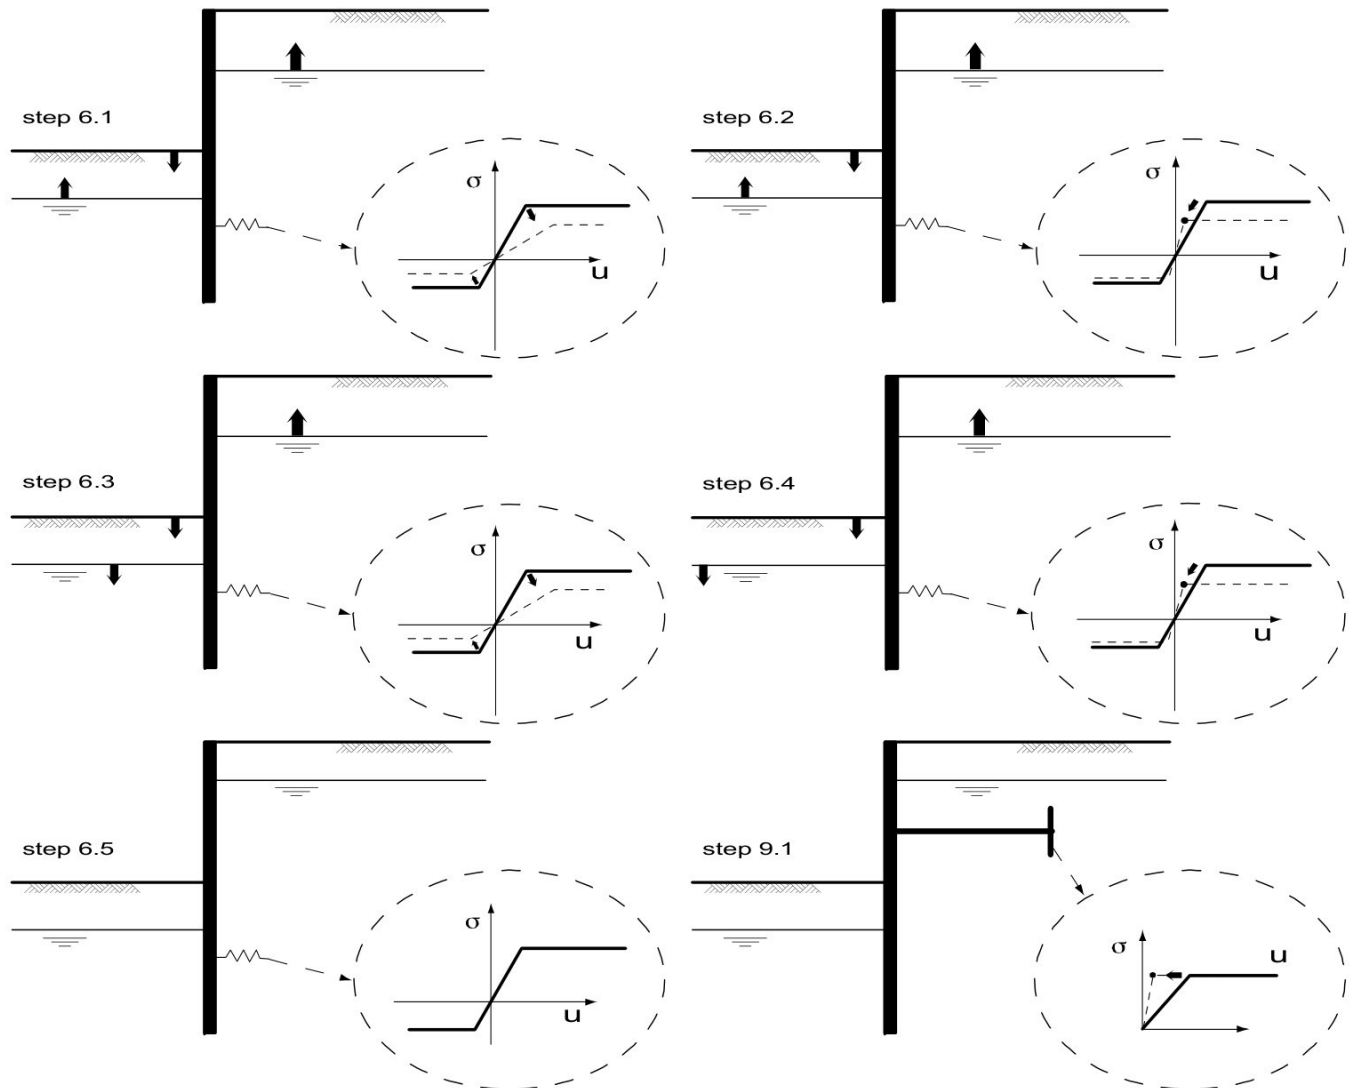 step 6.1
σ
u
step 6.2
σ
u
step 6.3
σ
u
step 6.4
σ
u
step 6.5
σ
u
step 9.1
σ
u